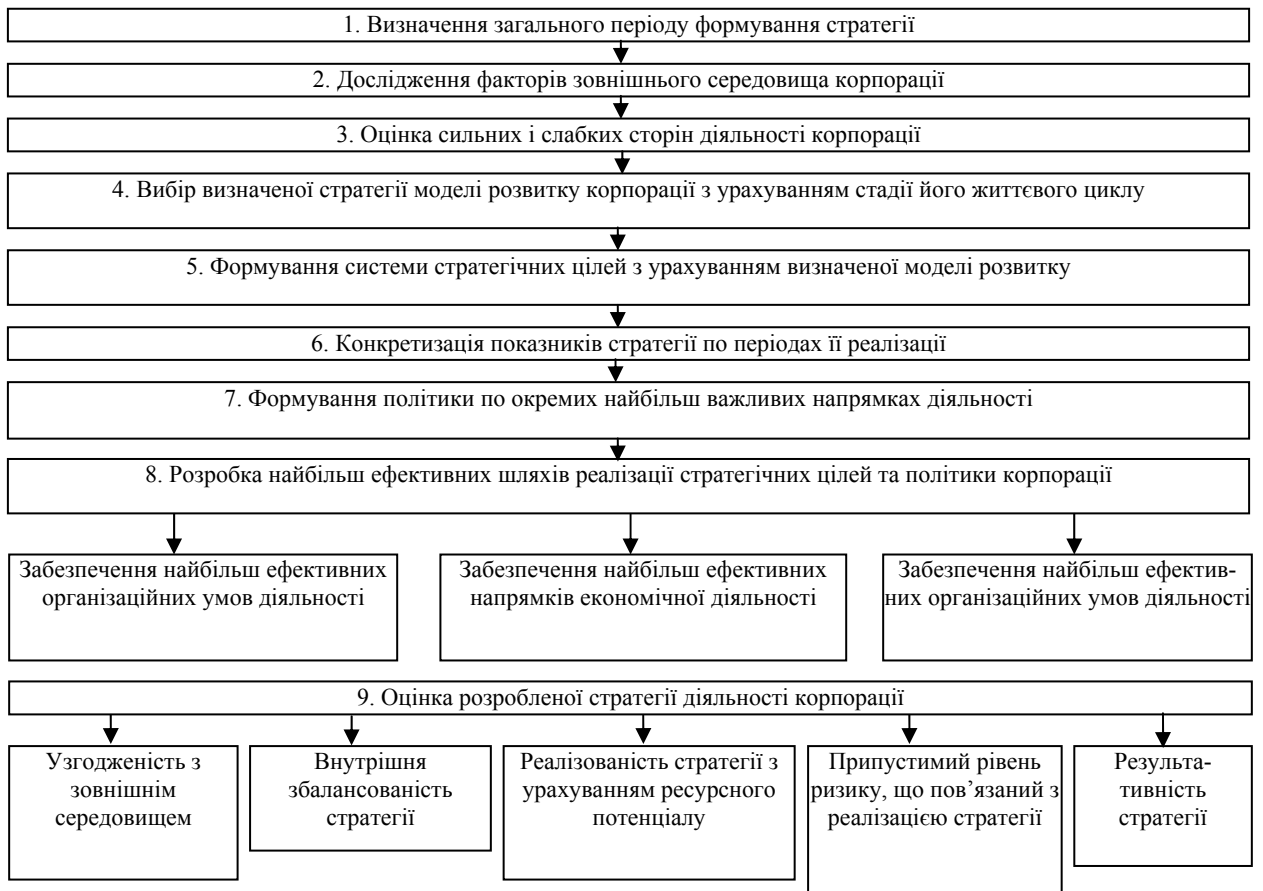 1. Визначення загального періоду формування стратегії
2. Дослідження факторів зовнішнього середовища корпорації
3. Оцінка сильних і слабких сторін діяльності корпорації
4. Вибір визначеної стратегії моделі розвитку корпорації з урахуванням стадії його життєвого циклу
5. Формування системи стратегічних цілей з урахуванням визначеної моделі розвитку
6. Конкретизація показників стратегії по періодах її реалізації
7. Формування політики по окремих найбільш важливих напрямках діяльності
8. Розробка найбільш ефективних шляхів реалізації стратегічних цілей та політики корпорації
Забезпечення найбільш ефективних
організаційних умов діяльності
Забезпечення найбільш ефективних
напрямків економічної діяльності
Забезпечення найбільш ефектив-
них організаційних умов діяльності
9. Оцінка розробленої стратегії діяльності корпорації
Узгодженість з
зовнішнім
середовищем
Внутрішня
збалансованість
стратегії
Реалізованість стратегії з
урахуванням ресурсного
потенціалу
Припустимий рівень
ризику, що пов’язаний з
реалізацією стратегії
Результа-
тивність
стратегії